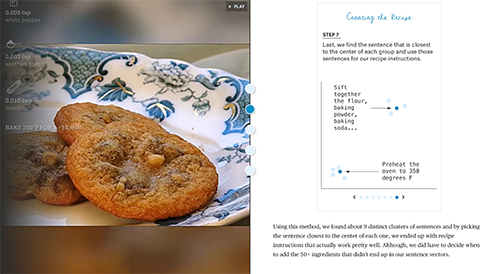 0.005 tsp
white pepper
0.003 tsp
xanthan gum
0.010 tsp
zucchini
BAKE 350°F FOR
PLAY
Creating the Recipe
STEP 7
Last, we find the sentence that is closest
to the center of each group and use those
sentences for our recipe instructions.
Sift
together
the flour,
baking
powder,
baking
soda...
Preheat the
oven to 350
degrees F
Using this method, we found about 9 distinct clusters of sentences and by picking
the sentence closest to the center of each one, we ended up with recipe
instructions that actually work pretty well. Although, we did have to decide when
to add the 50+ ingredients that didn't end up in our sentence vectors.